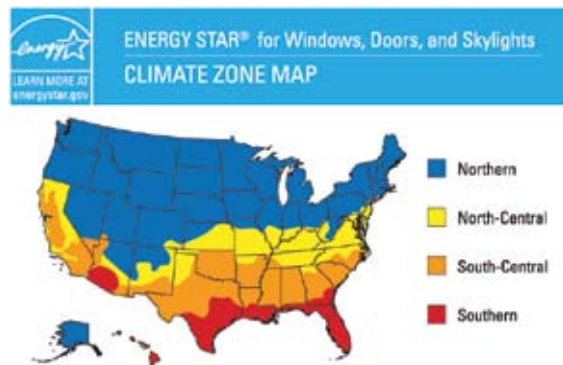 energy
LEARN MORE AT
energystar.gov
ENERGY STAR® for Windows, Doors, and Skylights
CLIMATE ZONE MAP
Northern
North-Central
South-Central
Southern